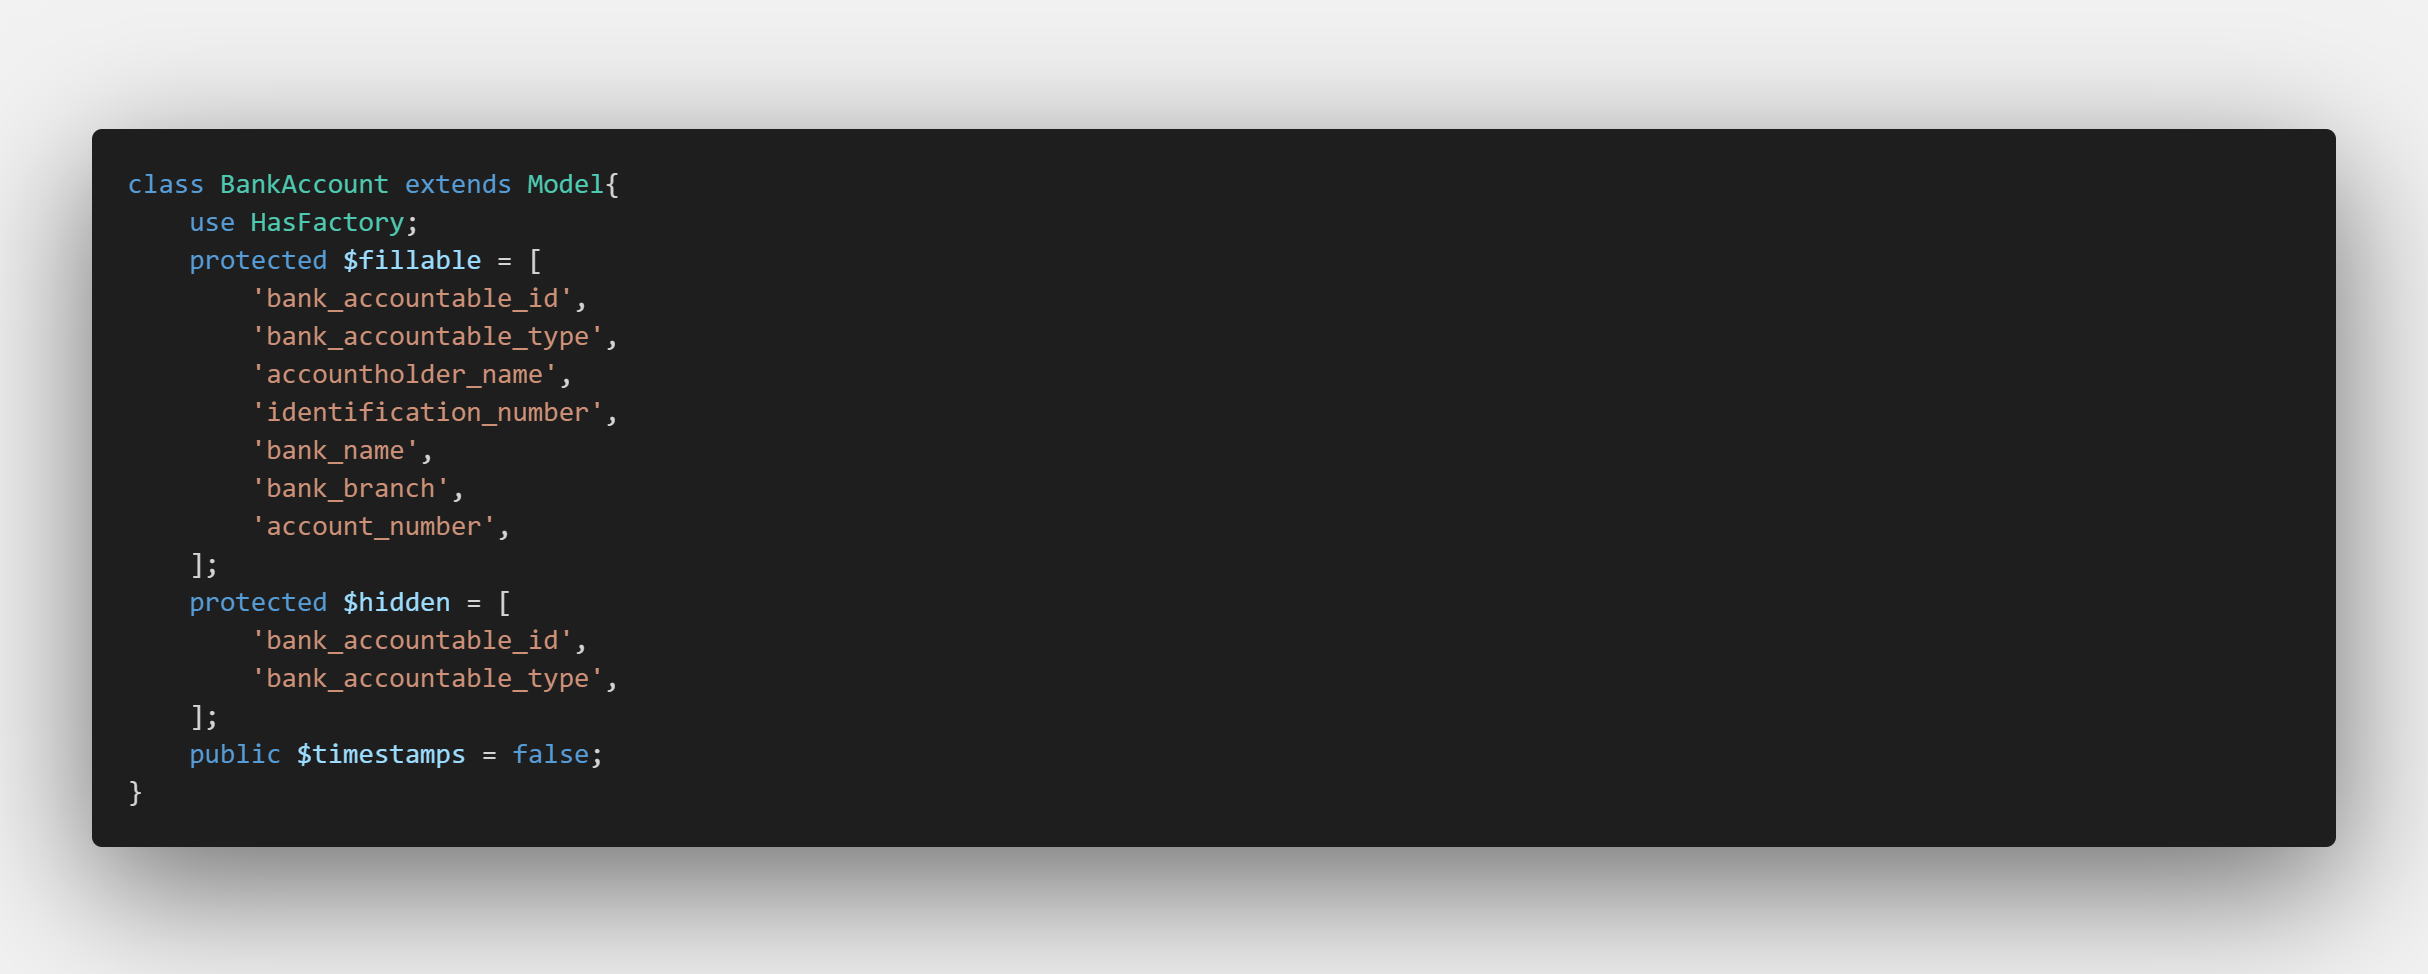 class BankAccount extends Model{
    use HasFactory;
    protected $fillable = [
        'bank_accountable_id',
        'bank_accountable_type',
        'accountholder_name',
        'identification_number',
        'bank_name',
        'bank_branch',
        'account_number',
    ];
    protected $hidden = [
        'bank_accountable_id',
        'bank_accountable_type',
    ];
    public $timestamps = false;
}